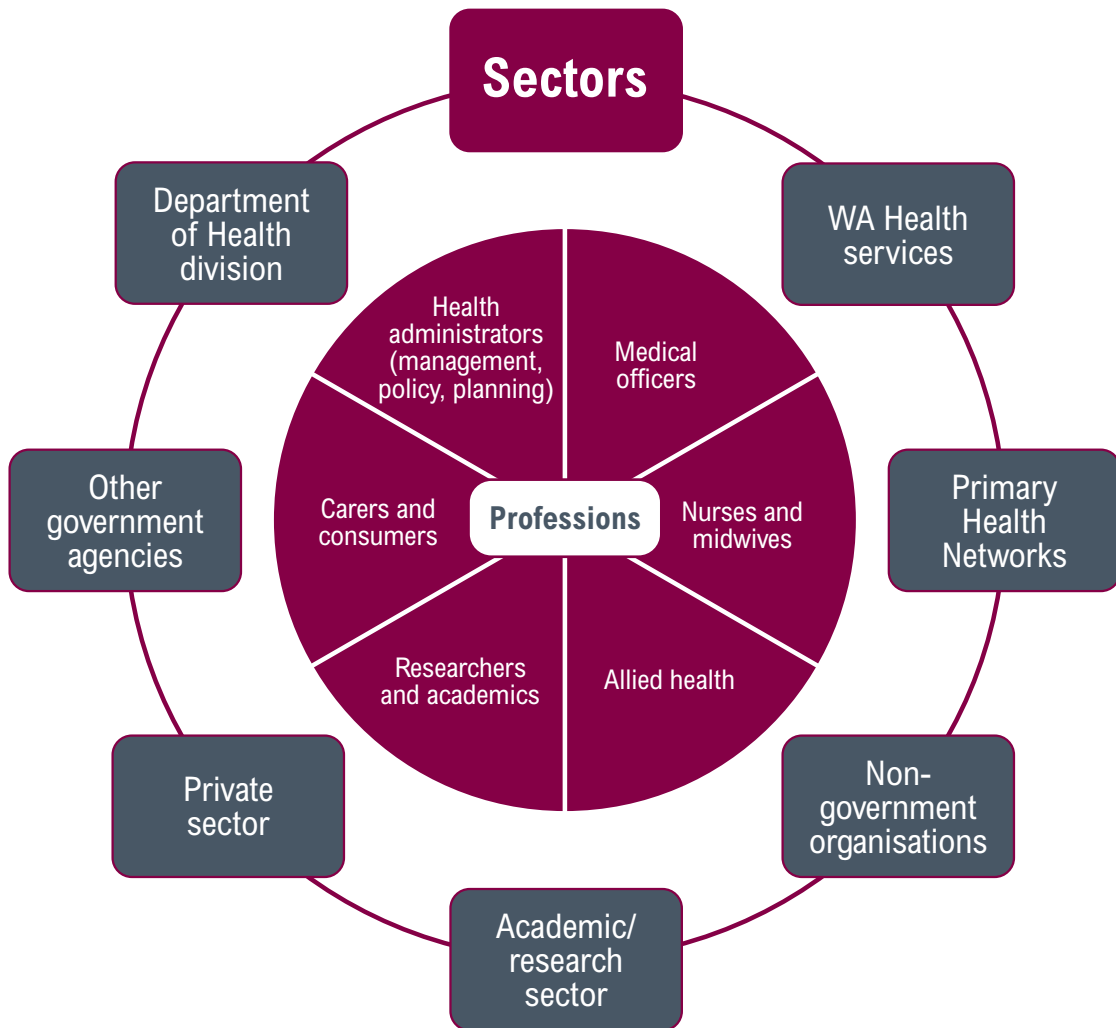 Sectors
WA Health
services
Primary
Health
Networks
Non-
government
organisations
Academic/
research
sector
Private
sector
Other
government
agencies
Department
of Health
division
Professions
Medical
officers
Nurses and
midwives
Allied health
Researchers
and academics
Carers and
consumers
Health
administrators
(management,
policy, planning)